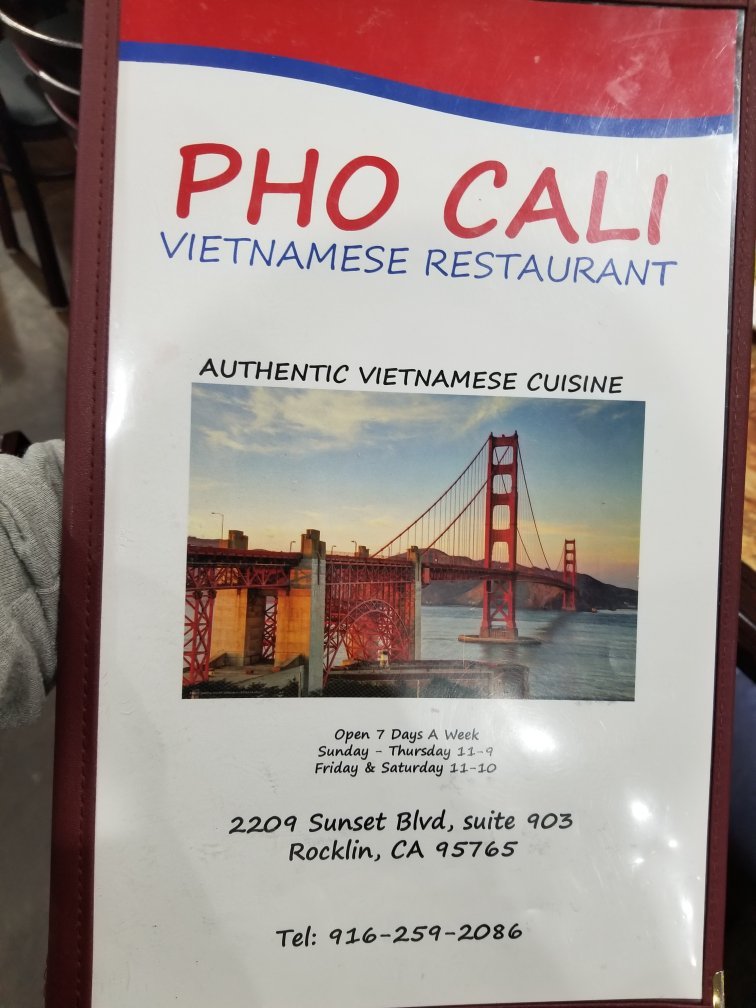 PHO CALI
VIETNAMESE RESTAURANT
AUTHENTIC VIETNAMESE CUISINE
Open 7 Days A Week
Sunday - Thursday 11-9
Friday & Saturday 11-10
2209 Sunset Blvd, suite 903
Rocklin, CA 95765
Tel: 916-259-2086